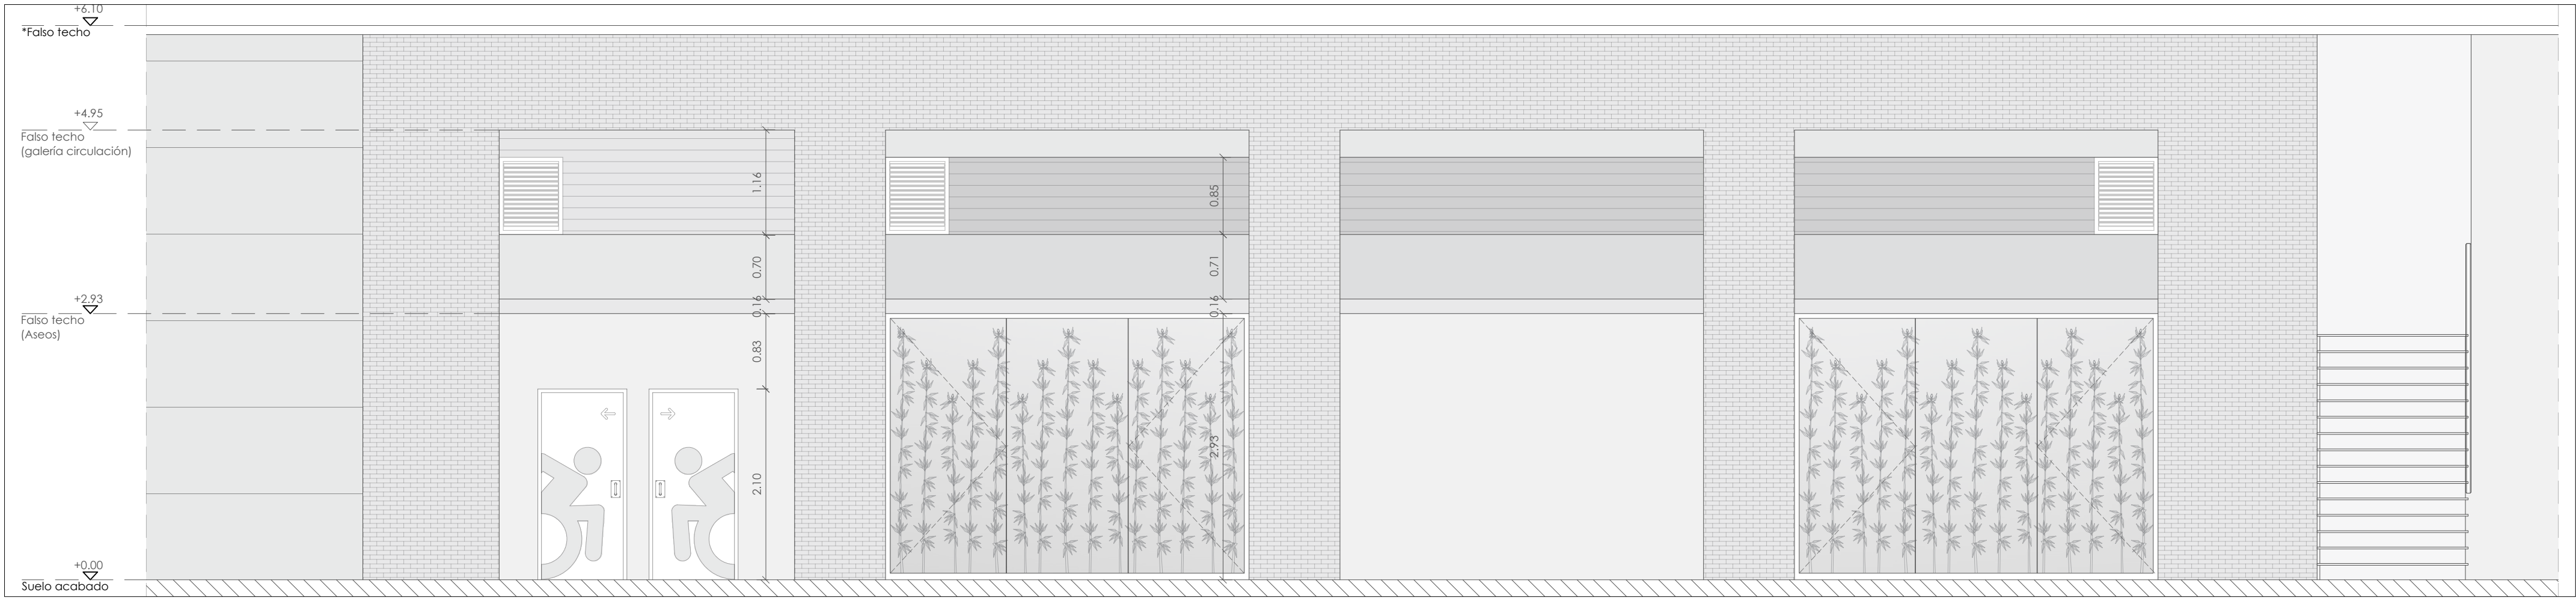 +6.10
*Falso techo
+4.95
Falso techo
(galería circulación)
1.16
0.85
0.70
0.71
+2.93
0.16
0.16
Falso techo
(Aseos)
0.83
2.93
2.10
+0.00
Suelo acabado